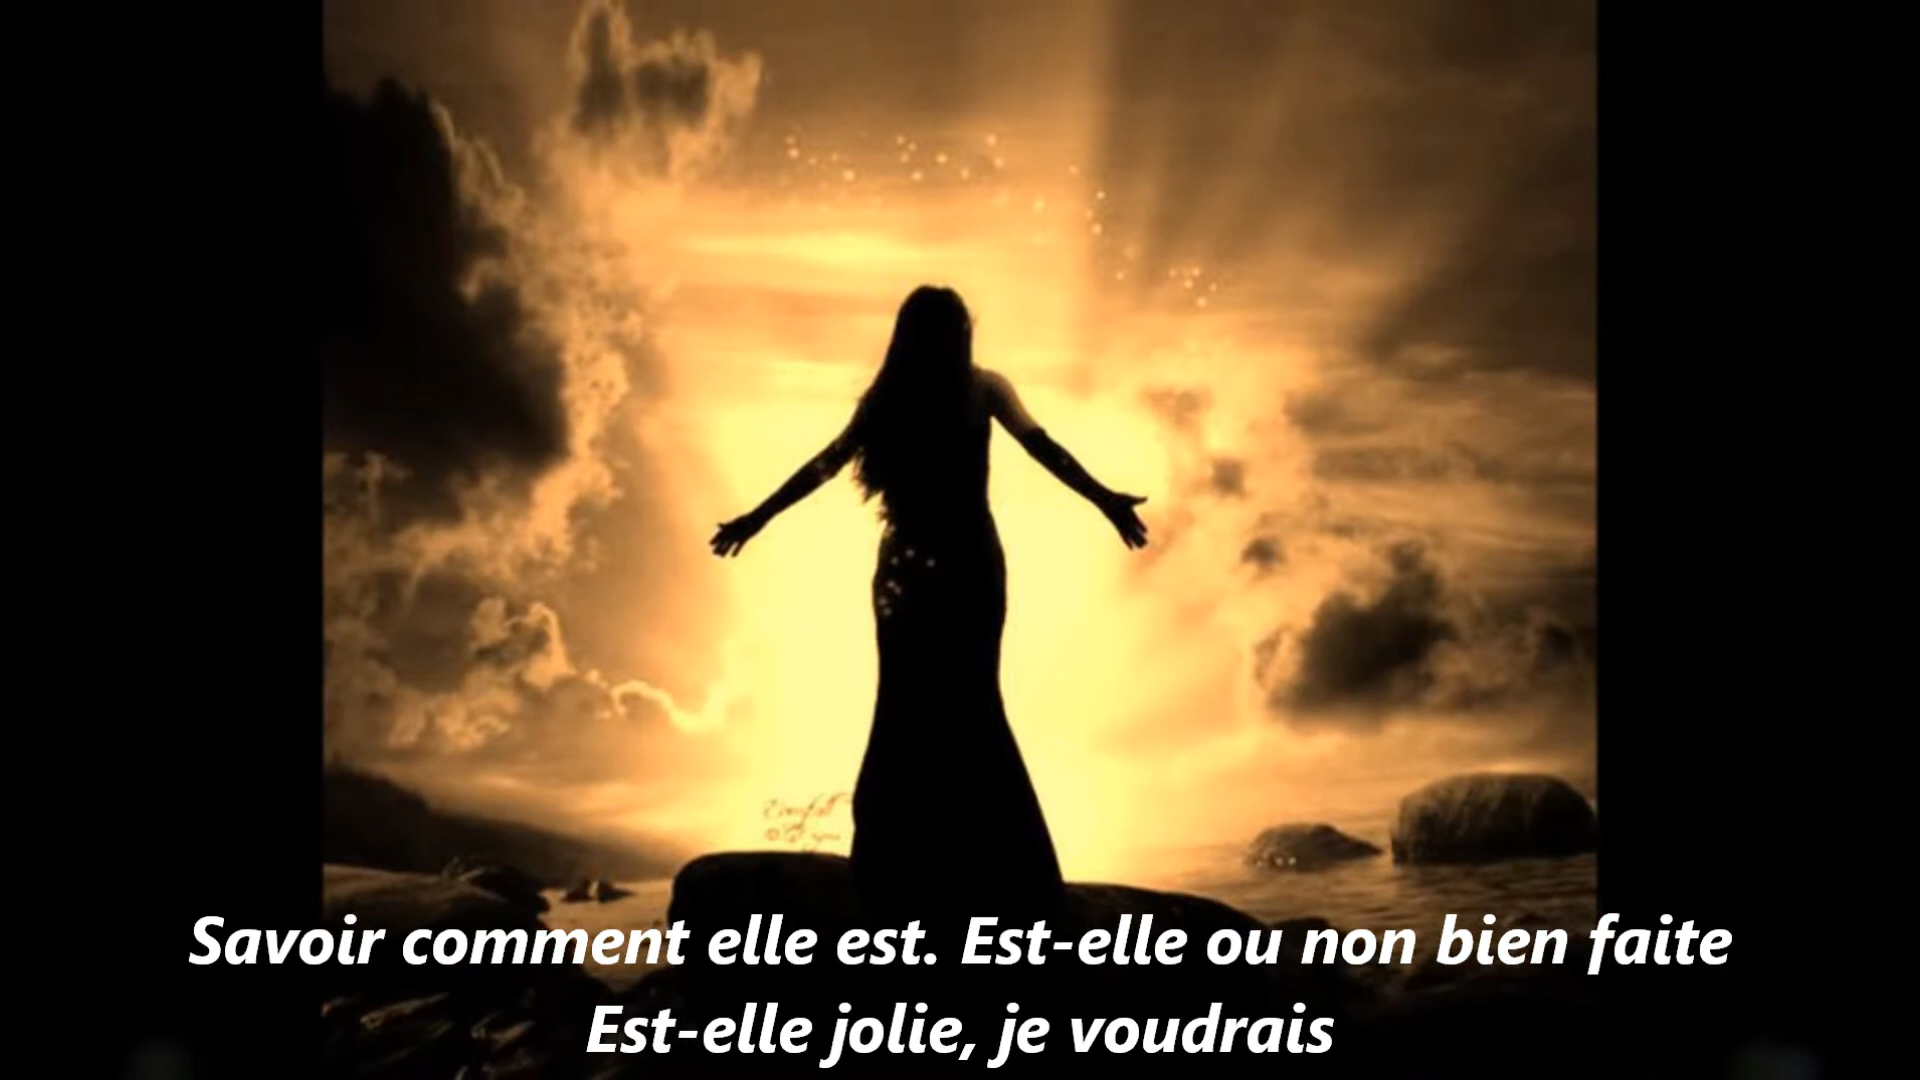 Savoir comment elle est. Est-elle ou non bien faite
Est-elle jolie, je voudrais